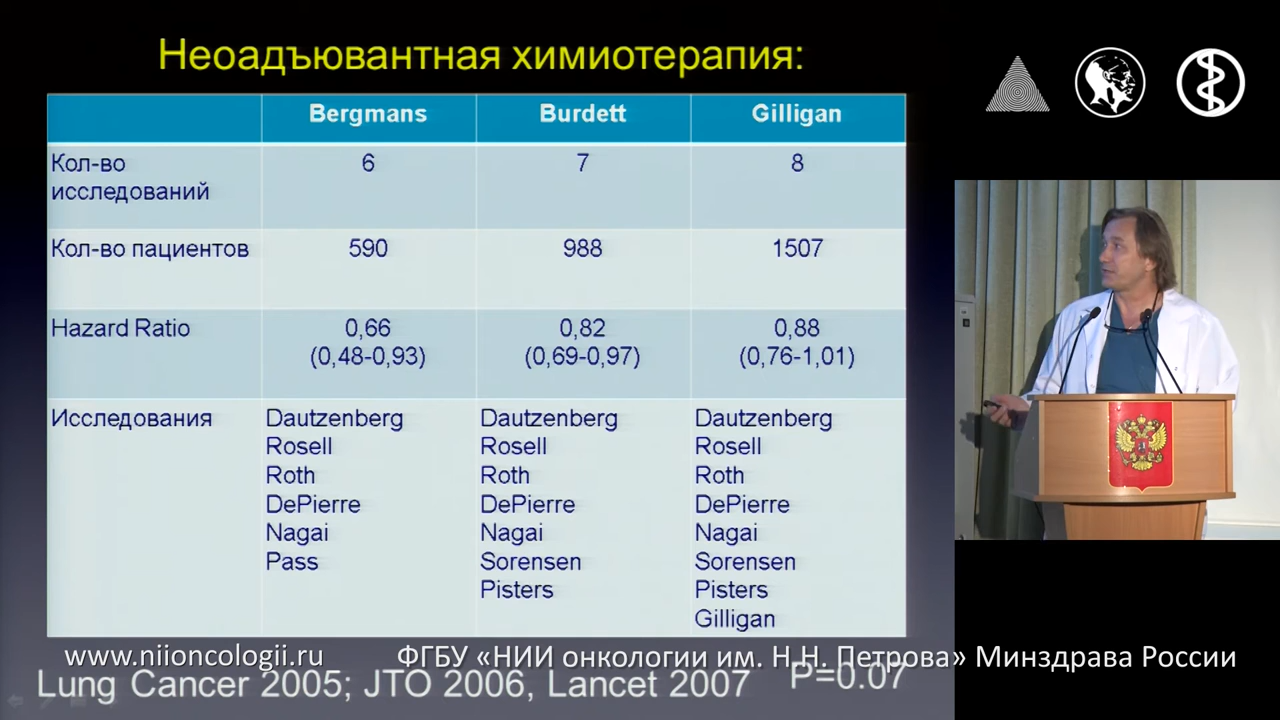 Неоадъювантная химиотерапия:
Bergmans Burdett Gilligan
Кол-во исследований 6 7 8
Кол-во пациентов 590 988 1507
Hazard Ratio 0,66 (0,48-0,93) 0,82 (0,69-0,97) 0,88 (0,76-1,01)
Исследования
Dautzenberg Dautzenberg Dautzenberg
Rosell Rosell Rosell
Roth Roth Roth
DePierre DePierre DePierre
Nagai Nagai Nagai
Pass Sorensen Sorensen
Pisters Pisters
Gilligan
www.niioncologii.ru ФГБУ «НИИ онкологии им. Н.Н. Петрова» Минздрава России
Lung Cancer 2005; JTO 2006, Lancet 2007 P=0.07